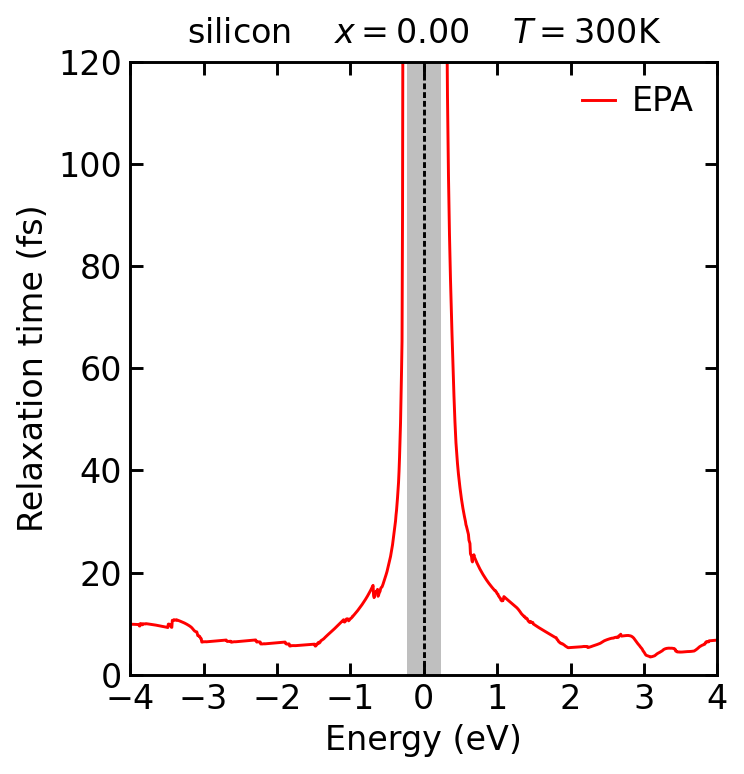 silicon x = 0.00 T = 300K
EPA
Relaxation time (fs)
120
100
80
60
40
20
0
−4 −3 −2 −1 0 1 2 3 4
Energy (eV)